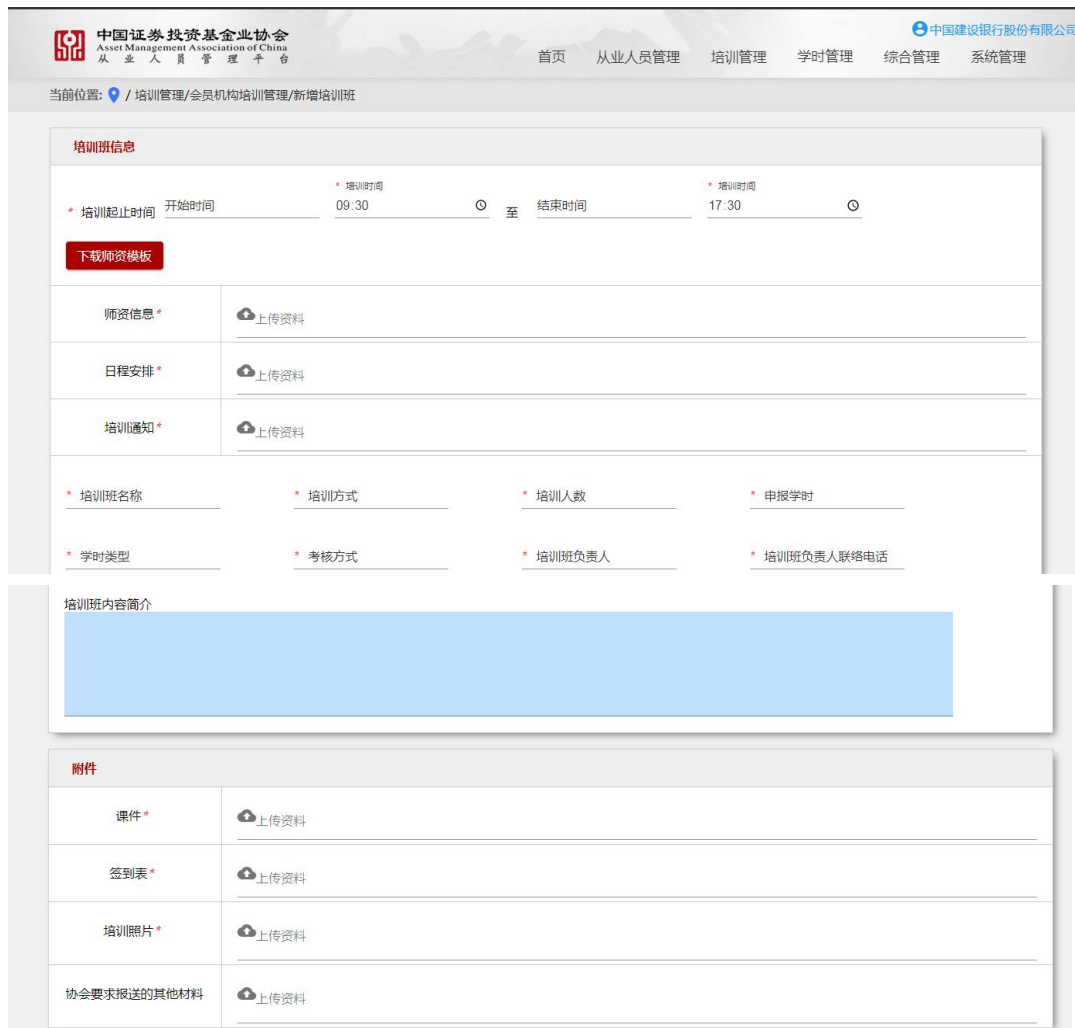 中国建设银行股份有限公司
中国证券投资基金业协会
Asset Management Association of China
从业人员管理平台
首页 从业人员管理 培训管理 学时管理 综合管理 系统管理
当前位置: / 培训管理/会员机构培训管理/新增培训班
培训班信息
* 培训时间 * 培训时间
* 培训起止时间 开始时间 09:30 至 结束时间 17:30
下载师资模板
师资信息* 上传资料
日程安排* 上传资料
培训通知* 上传资料
* 培训班名称 * 培训方式 * 培训人数 * 申报学时
* 学时类型 * 考核方式 * 培训班负责人 * 培训班负责人联络电话
培训班内容简介
附件
课件* 上传资料
签到表* 上传资料
培训照片* 上传资料
协会要求报送的其他材料 上传资料